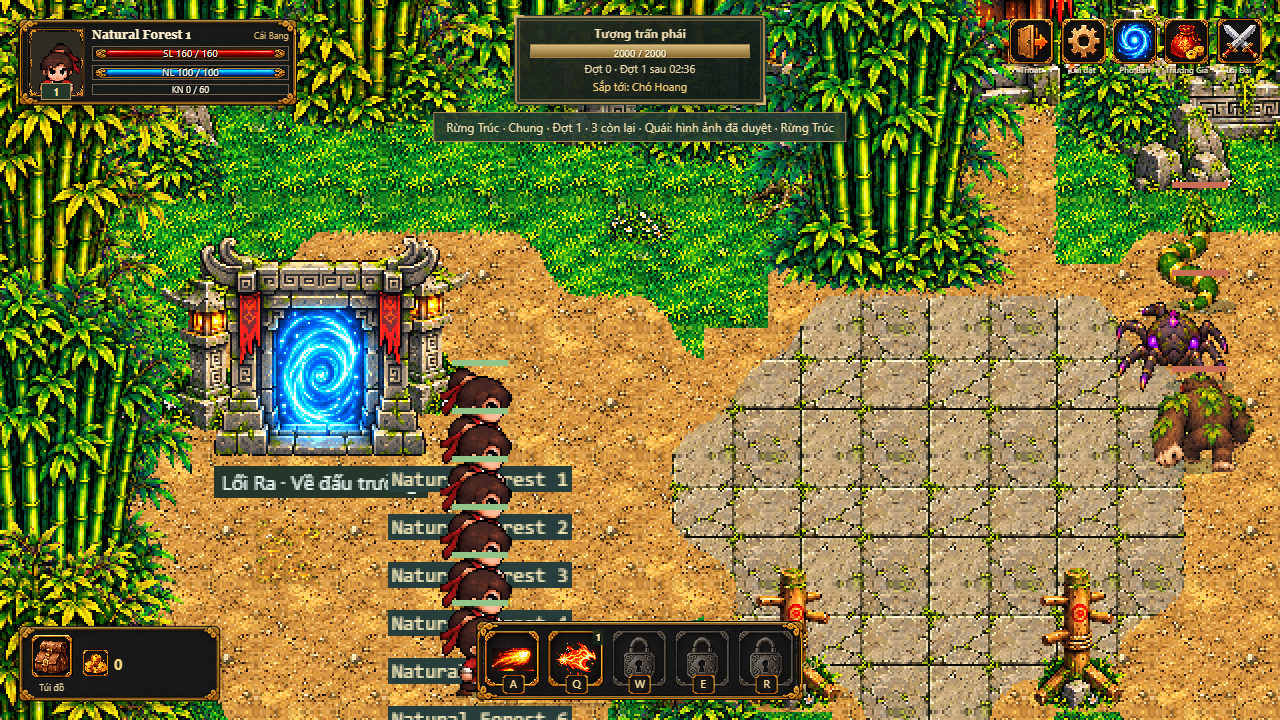 Natural Forest 1
Cái Bang
SL 160 / 160
NL 100 / 100
KN 0 / 60
1
Tượng trấn phái
2000 / 2000
Đợt 0 · Đợt 1 sau 02:36
Sắp tới: Chó Hoang
Rừng Trúc · Chung · Đợt 1 · 3 còn lại · Quái: hình ảnh đã duyệt · Rừng Trúc
Lối Ra - Về đấu
Natur rest 1
Natur rest 2
Natur rest 3
Natur
Natural
Natural Forest 6
Túi đồ
0
A
1
Q
W
E
R